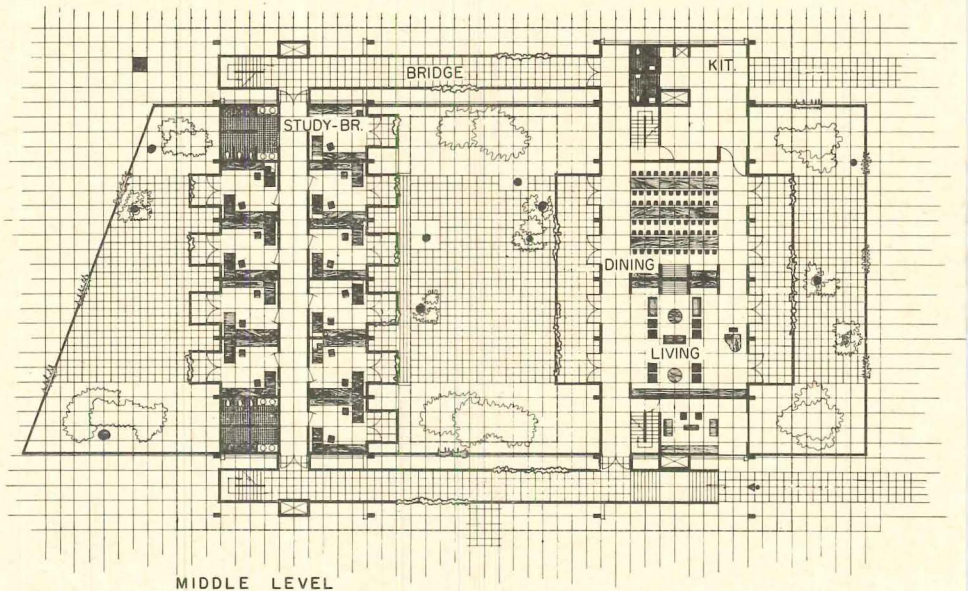 BRIDGE
KIT.
STUDY-BR.
DINING
LIVING
MIDDLE LEVEL